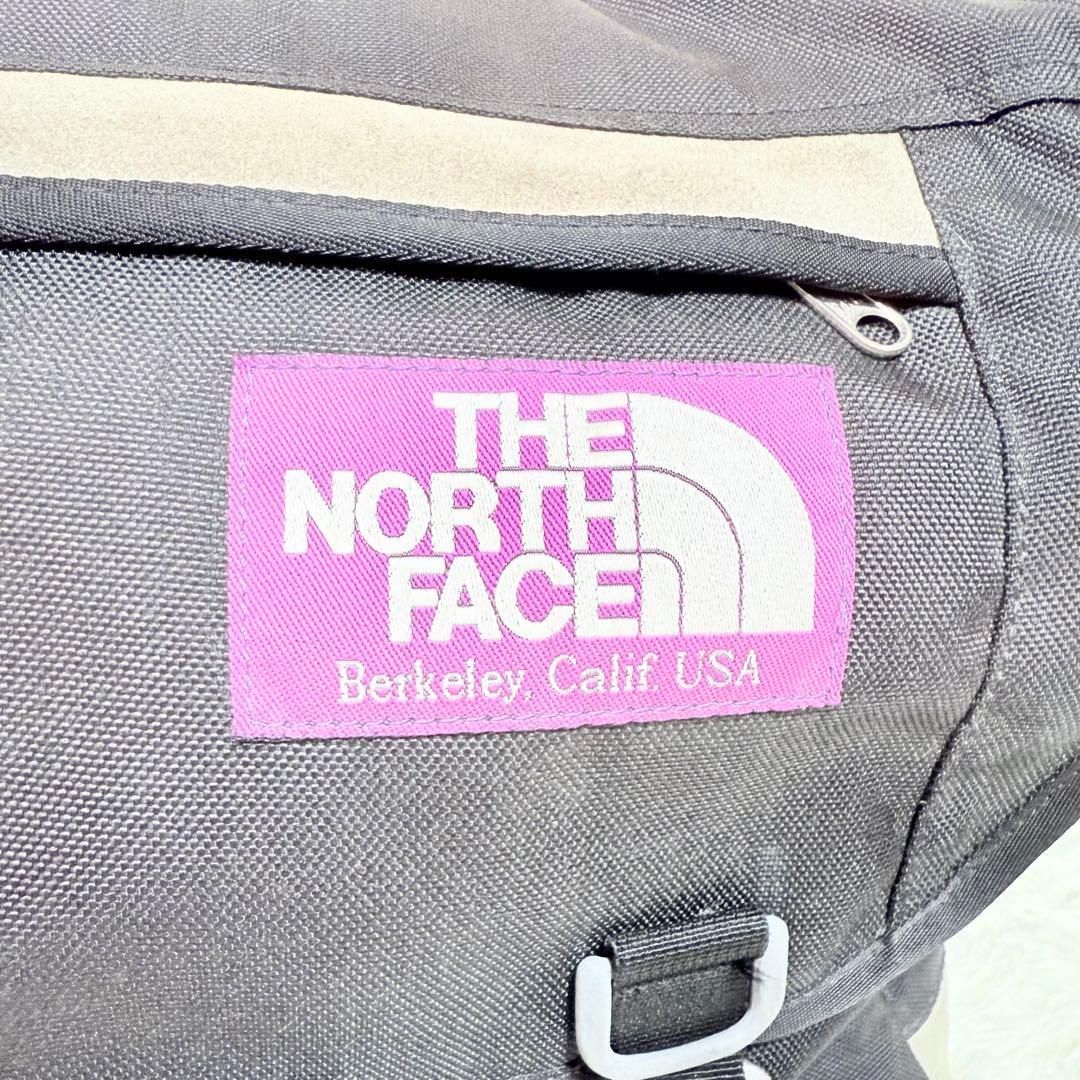 THE
NORTH
FACE
Berkeley, Calif. USA